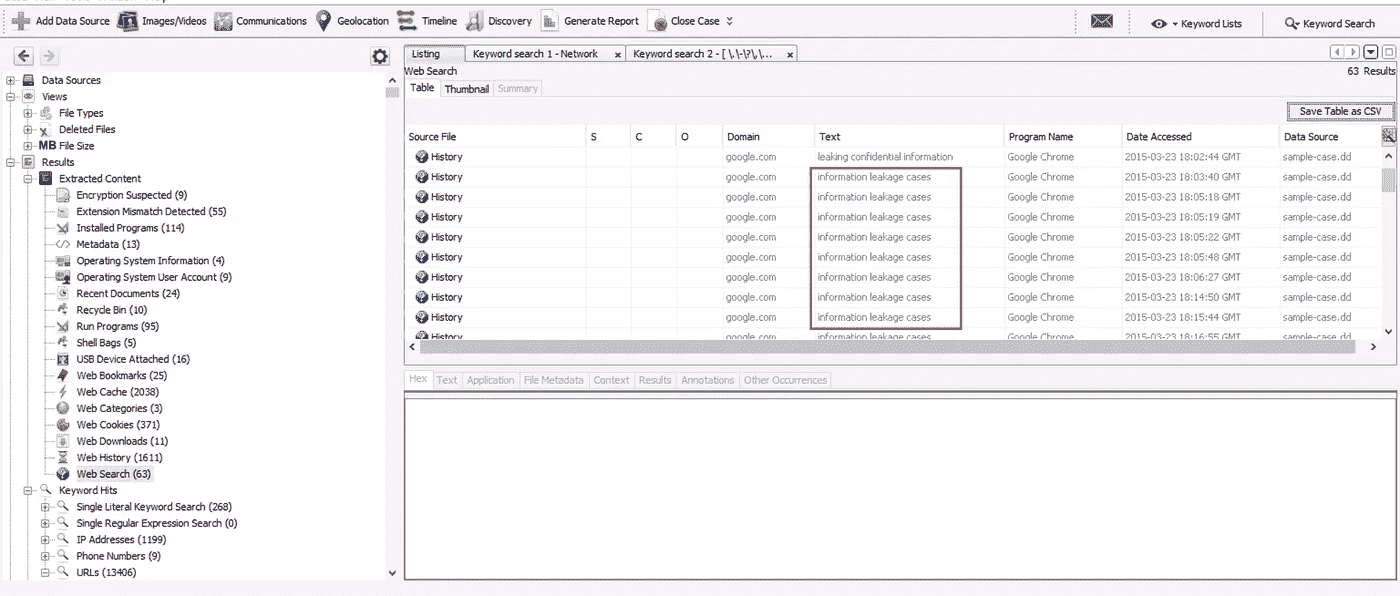 Add Data Source Images/Videos Communications Geolocation Timeline Discovery Generate Report Close Case Keyword Lists Keyword Search
Listing Keyword search 1 - Network x Keyword search 2 - [ \.\-\?\,\... x
Web Search 63 Results
Table Thumbnail Summary
Save Table as CSV
Source File S C O Domain Text Program Name Date Accessed Data Source
History google.com leaking confidential information Google Chrome 2015-03-23 18:02:44 GMT sample-case.dd
History google.com information leakage cases Google Chrome 2015-03-23 18:03:40 GMT sample-case.dd
History google.com information leakage cases Google Chrome 2015-03-23 18:05:18 GMT sample-case.dd
History google.com information leakage cases Google Chrome 2015-03-23 18:05:19 GMT sample-case.dd
History google.com information leakage cases Google Chrome 2015-03-23 18:05:22 GMT sample-case.dd
History google.com information leakage cases Google Chrome 2015-03-23 18:05:48 GMT sample-case.dd
History google.com information leakage cases Google Chrome 2015-03-23 18:06:27 GMT sample-case.dd
History google.com information leakage cases Google Chrome 2015-03-23 18:14:50 GMT sample-case.dd
History google.com information leakage cases Google Chrome 2015-03-23 18:15:44 GMT sample-case.dd
History google.com information leakage cases Google Chrome 2015-03-23 18:16:55 GMT sample-case.dd
Hex Text Application File Metadata Context Results Annotations Other Occurrences
Data Sources
Views
File Types
Deleted Files
MB File Size
Results
Extracted Content
Encryption Suspected (9)
Extension Mismatch Detected (55)
Installed Programs (114)
Metadata (13)
Operating System Information (4)
Operating System User Account (9)
Recent Documents (24)
Recycle Bin (10)
Run Programs (95)
Shell Bags (5)
USB Device Attached (16)
Web Bookmarks (25)
Web Cache (2038)
Web Categories (3)
Web Cookies (371)
Web Downloads (11)
Web History (1611)
Web Search (63)
Keyword Hits
Single Literal Keyword Search (268)
Single Regular Expression Search (0)
IP Addresses (1199)
Phone Numbers (9)
URLs (13406)